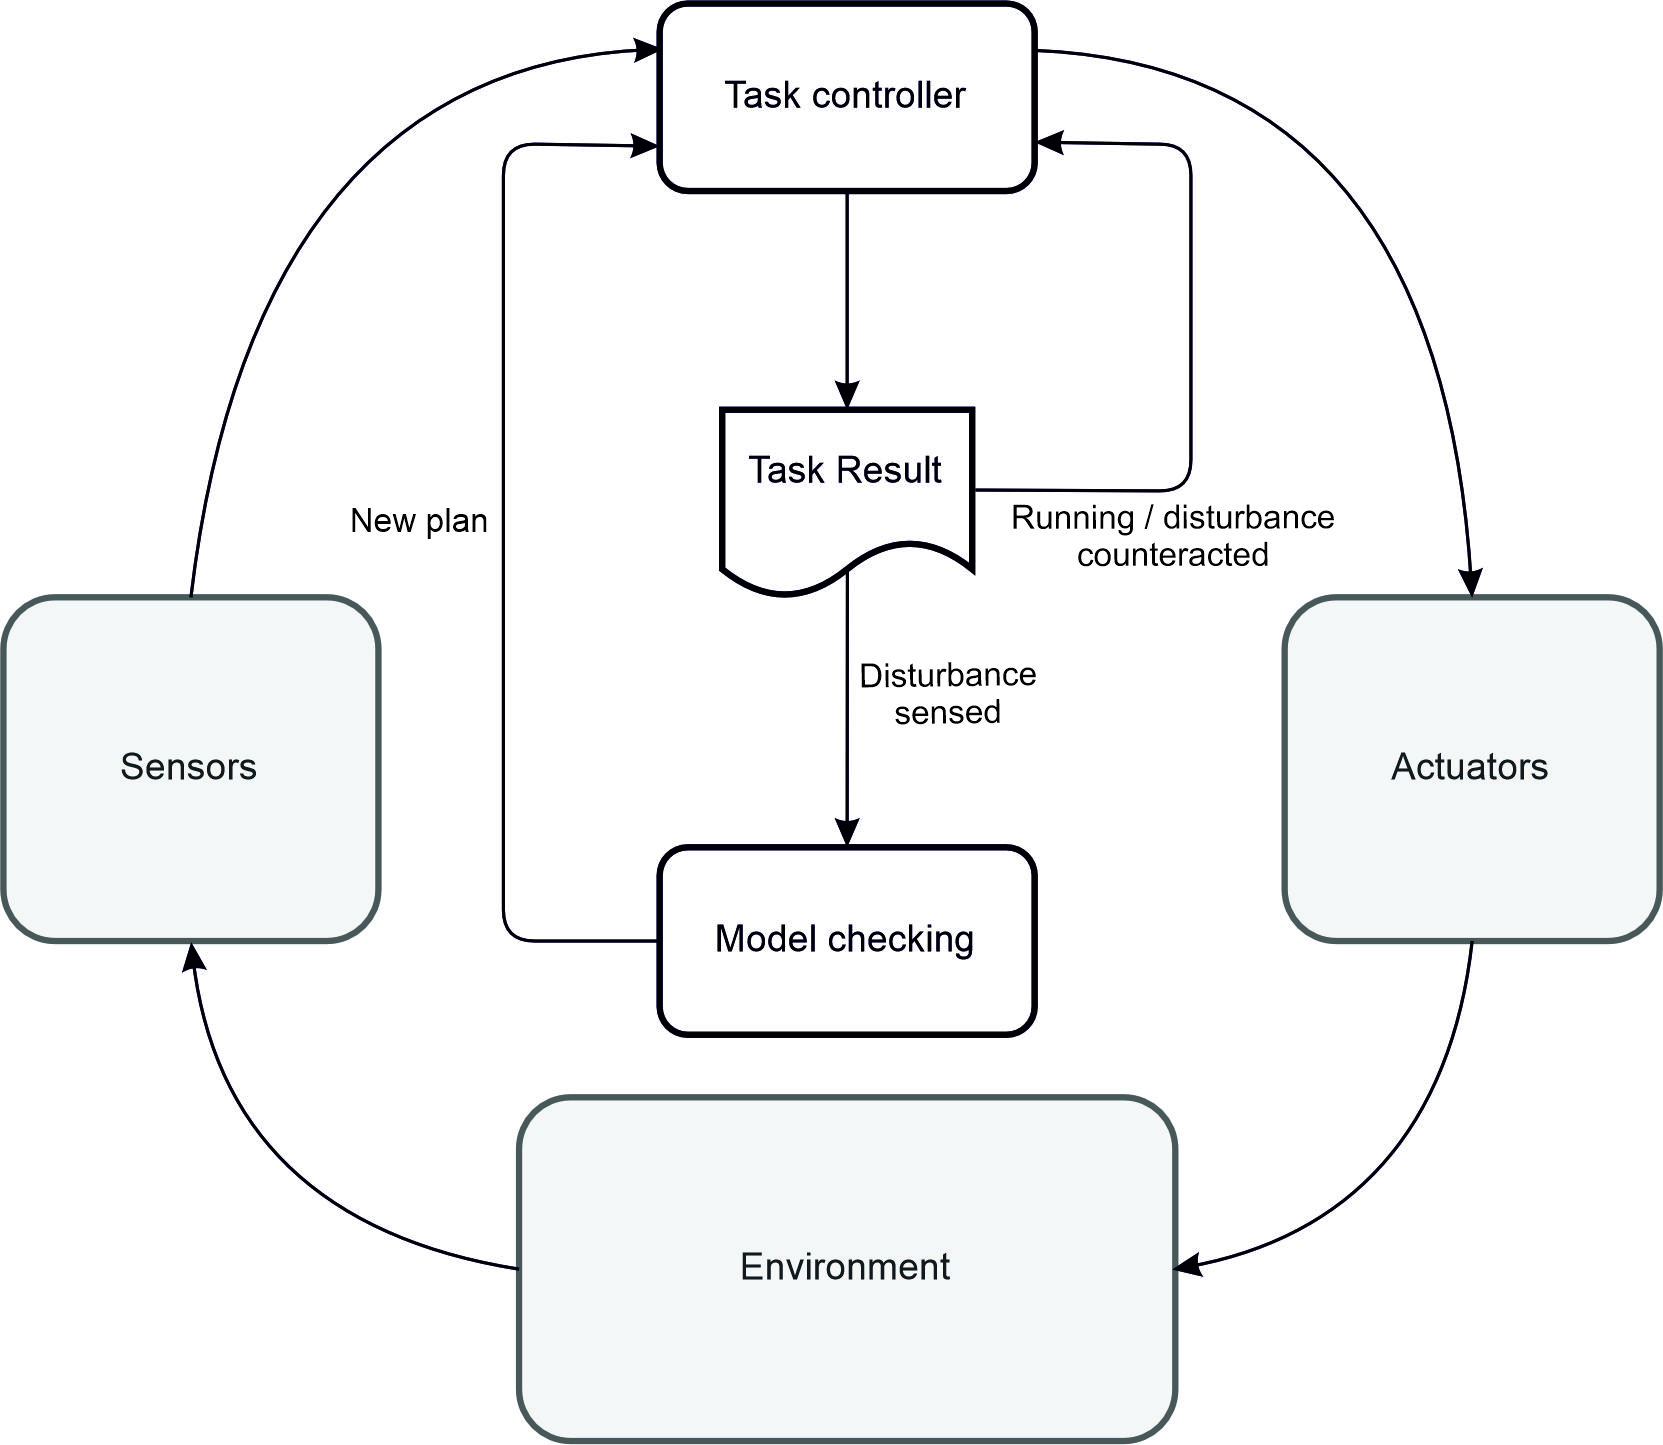 Task controller
Task Result
New plan
Running / disturbance
counteracted
Disturbance
sensed
Sensors
Actuators
Model checking
Environment